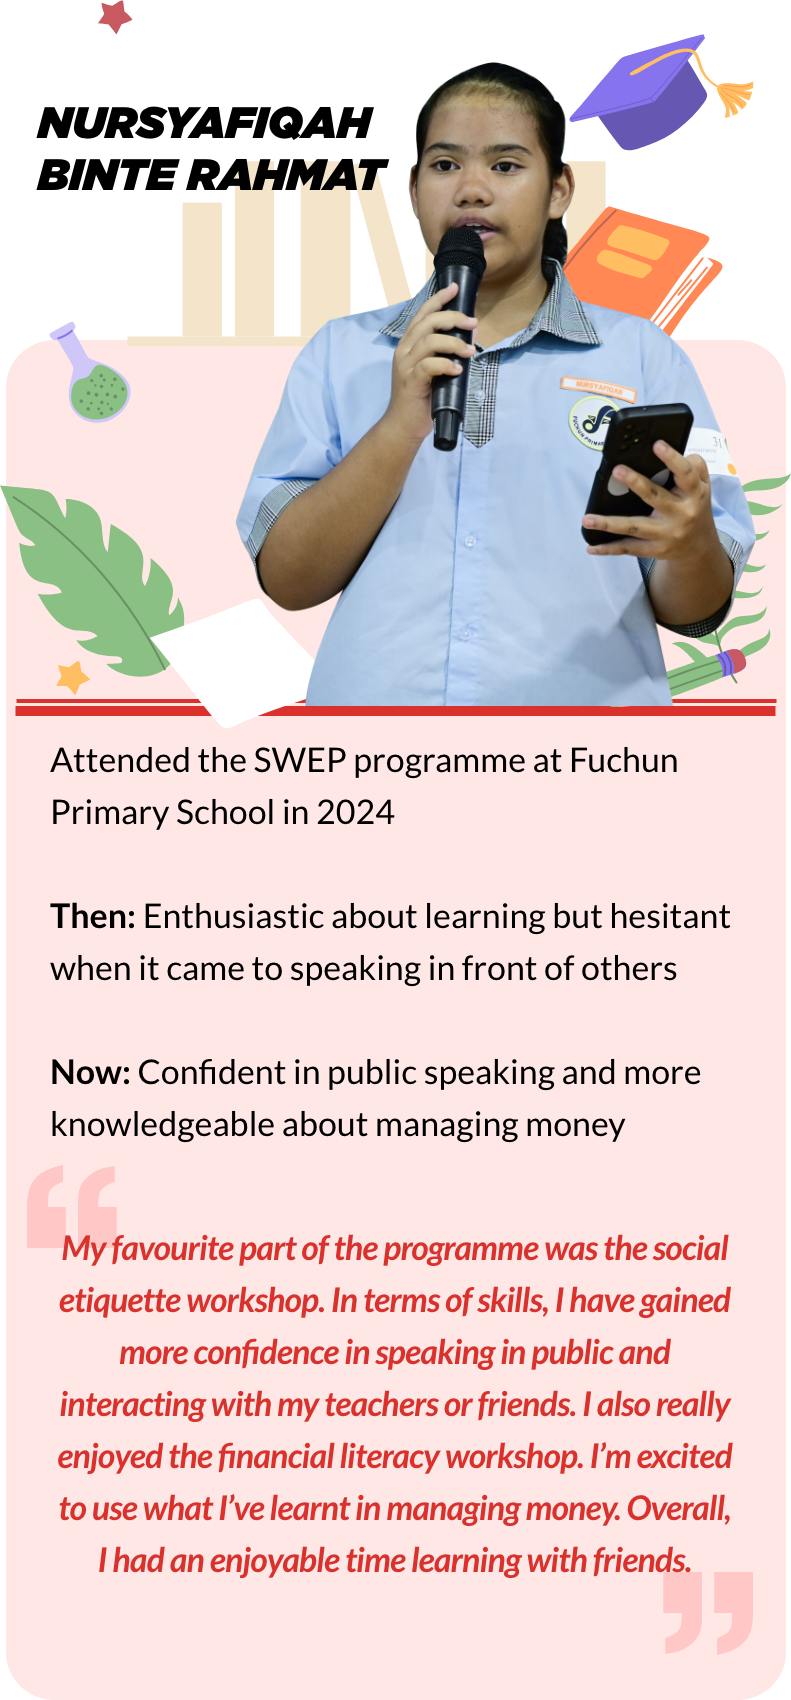 NURSYAFIQAH
BINTE RAHMAT
NURSYAFIQAH
FUCHUN PRIMARY
31
Attended the SWEP programme at Fuchun
Primary School in 2024
Then: Enthusiastic about learning but hesitant
when it came to speaking in front of others
Now: Confident in public speaking and more
knowledgeable about managing money
“
My favourite part of the programme was the social
etiquette workshop. In terms of skills, I have gained
more confidence in speaking in public and
interacting with my teachers or friends. I also really
enjoyed the financial literacy workshop. I’m excited
to use what I’ve learnt in managing money. Overall,
I had an enjoyable time learning with friends.
”